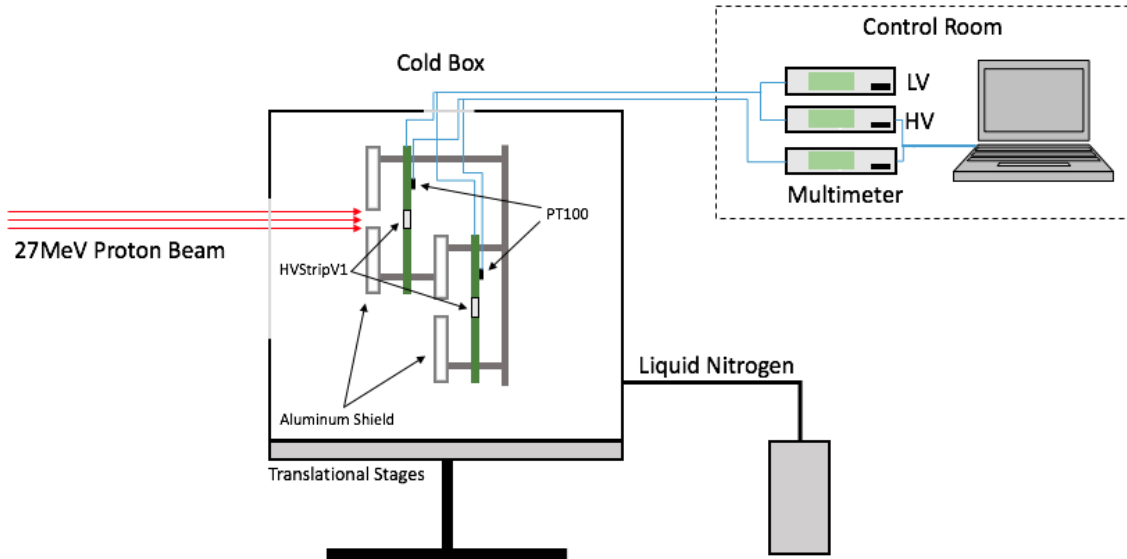 Control Room
Cold Box
LV
HV
Multimeter
PT100
27MeV Proton Beam
HVStripV1
Liquid Nitrogen
Aluminum Shield
Translational Stages